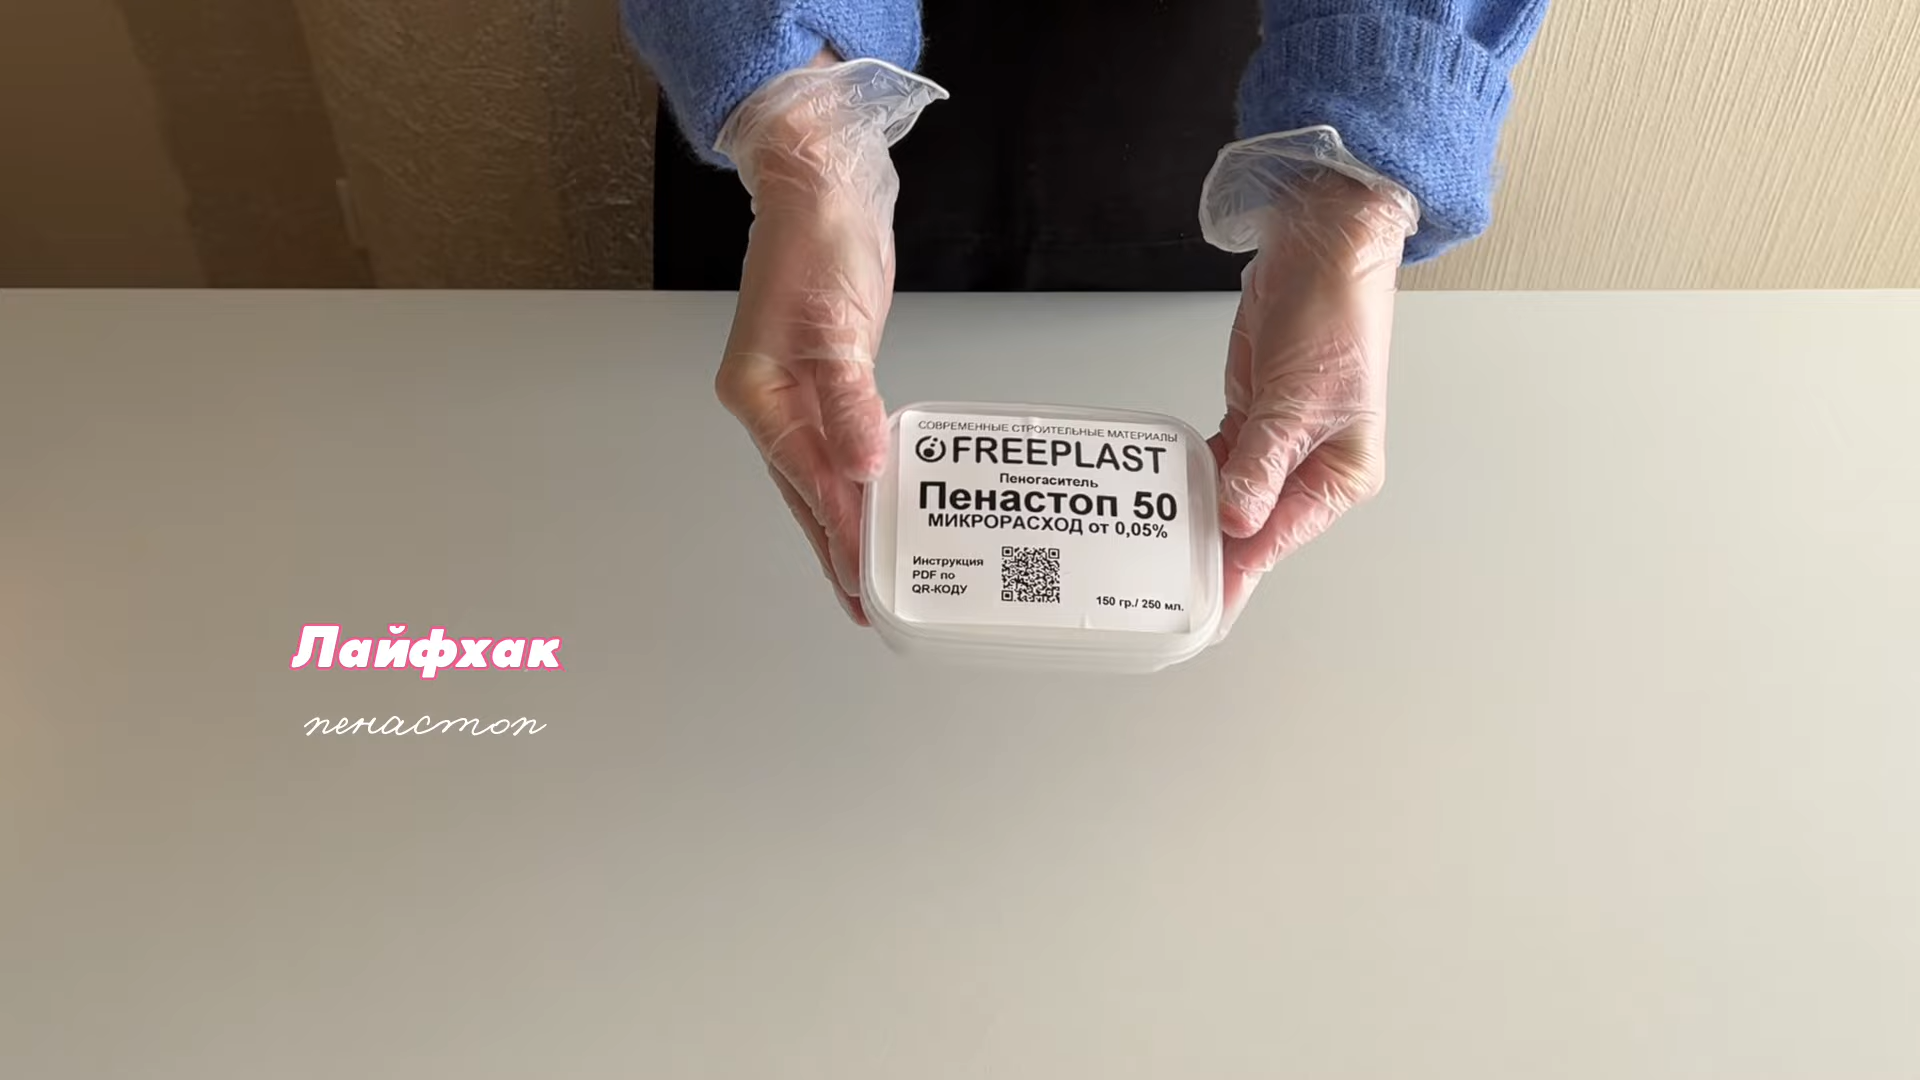 СОВРЕМЕННЫЕ СТРОИТЕЛЬНЫЕ МАТЕРИАЛЫ
FREEPLAST
Пеногаситель
Пенастоп 50
МИКРОРАСХОД от 0,05%
Инструкция
PDF по
QR-КОДУ
150 гр./ 250 мл.
Лайфхак
пенастоп